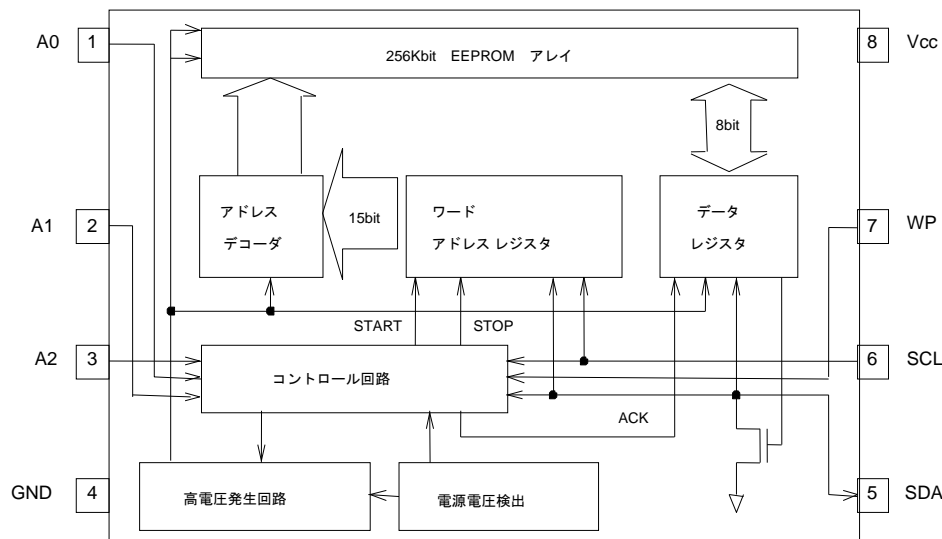 A0 1
256Kbit EEPROM アレイ
8 Vcc
8bit
アドレス
デコーダ
15bit
ワード
アドレス レジスタ
データ
レジスタ
A1 2
7 WP
START
STOP
A2 3
コントロール回路
6 SCL
ACK
GND 4
高電圧発生回路
電源電圧検出
5 SDA